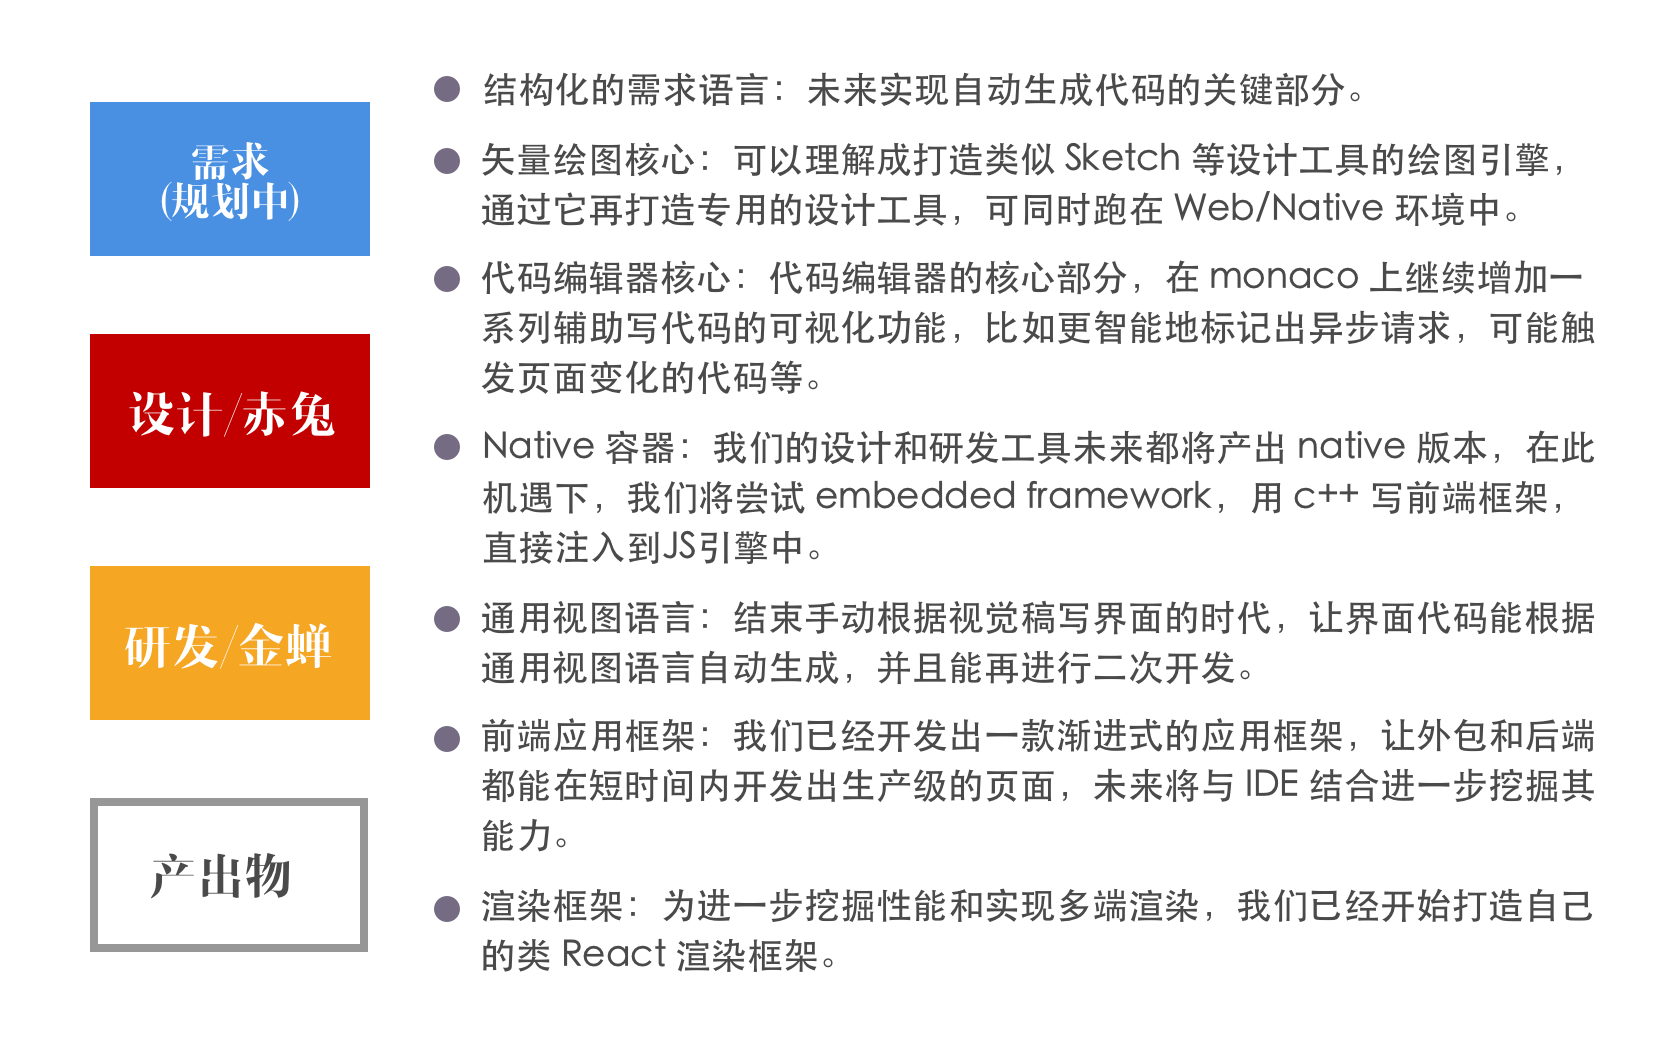 需求
(规划中)
设计/赤兔
研发/金蝉
产出物
结构化的需求语言：未来实现自动生成代码的关键部分。
矢量绘图核心：可以理解成打造类似 Sketch 等设计工具的绘图引擎，
通过它再打造专用的设计工具，可同时跑在 Web/Native 环境中。
代码编辑器核心：代码编辑器的核心部分，在 monaco 上继续增加一
系列辅助写代码的可视化功能，比如更智能地标记出异步请求，可能触
发页面变化的代码等。
Native 容器：我们的设计和研发工具未来都将产出 native 版本，在此
机遇下，我们将尝试 embedded framework，用 c++ 写前端框架，
直接注入到JS引擎中。
通用视图语言：结束手动根据视觉稿写界面的时代，让界面代码能根据
通用视图语言自动生成，并且能再进行二次开发。
前端应用框架：我们已经开发出一款渐进式的应用框架，让外包和后端
都能在短时间内开发出生产级的页面，未来将与 IDE 结合进一步挖掘其
能力。
渲染框架：为进一步挖掘性能和实现多端渲染，我们已经开始打造自己
的类 React 渲染框架。